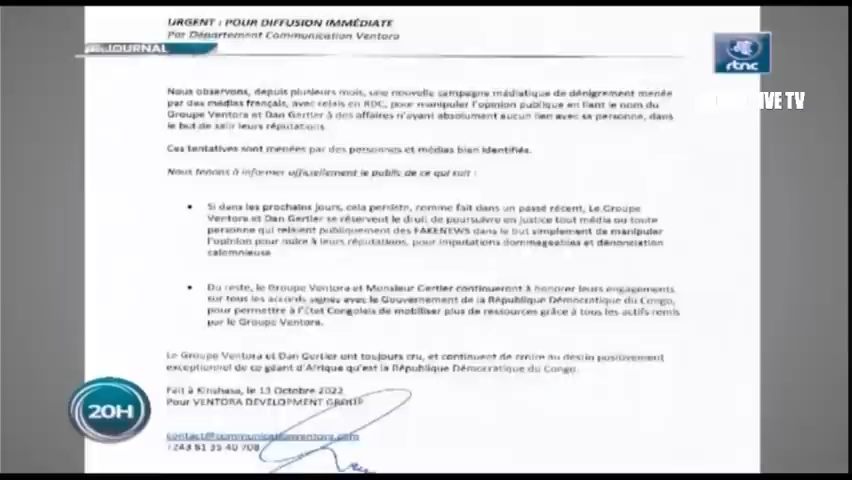 URGENT : POUR DIFFUSION IMMÉDIATE
Par Département Communication Ventora
JOURNAL
rtnc
IVE TV
Nous observons, depuis plusieurs mois, une nouvelle campagne médiatique de dénigrement menée
par des médias français, avec relais en RDC, pour manipuler l'opinion publique en liant le nom du
Groupe Ventora et Dan Gertler à des affaires n'ayant absolument aucun lien avec sa personne, dans
le but de salir leurs réputations
Ces tentatives sont menées par des personnes et médias bien identifiés.
Nous tenons à informer officiellement le public de ce qui suit :
• Si dans les prochains jours, cela persiste, comme fait dans un passé récent, Le Groupe
Ventora et Dan Gertler se réservent le droit de poursuivre en justice tout média ou toute
personne qui relaient publiquement des FAKENEWS dans le but simplement de manipuler
l'opinion pour nuire à leurs réputations, pour imputations dommageables et dénonciation
calomnieuse
• Du reste, le Groupe Ventora et Monsieur Gertler continueront à honorer leurs engagements
sur tous les accords signés avec le Gouvernement de la République Démocratique du Congo,
pour permettre à l'État Congolais de mobiliser plus de ressources grâce à tous les actifs remis
par le Groupe Ventora.
Le Groupe Ventora et Dan Gertler ont toujours cru, et continuent de croire au destin positivement
exceptionnel de ce géant d'Afrique qu'est la République Démocratique du Congo.
Fait à Kinshasa, le 13 Octobre 2022
Pour VENTORA DEVELOPMENT GROUP
20H
contact@communicationventora.com
+243 81 35 40 708